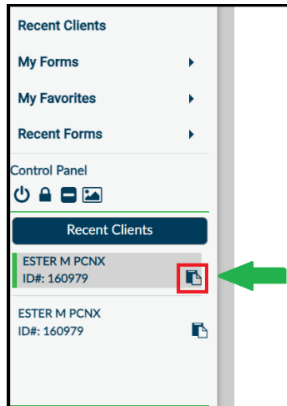 Recent Clients
My Forms
My Favorites
Recent Forms
Control Panel
Recent Clients
ESTER M PCNX
ID#: 160979
ESTER M PCNX
ID#: 160979